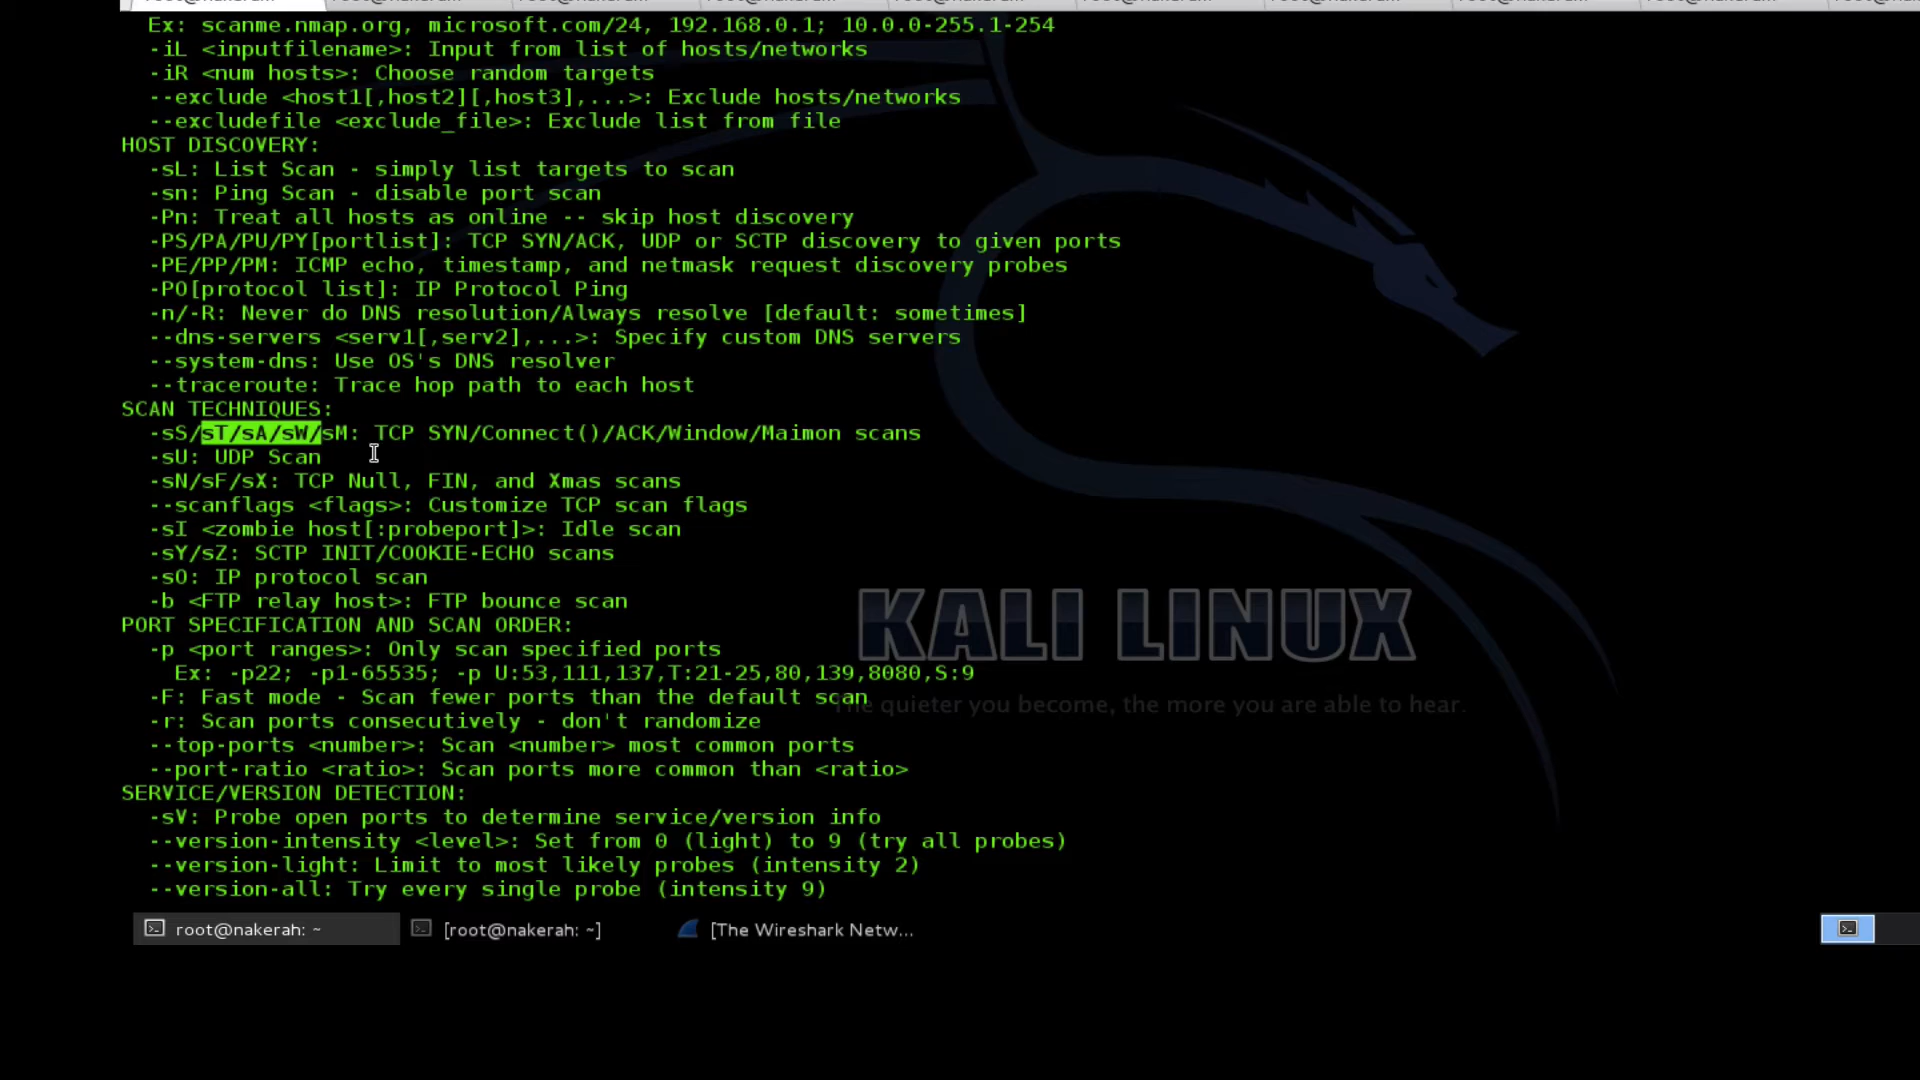 Ex: scanme.nmap.org, microsoft.com/24, 192.168.0.1; 10.0.0-255.1-254
-iL <inputfilename>: Input from list of hosts/networks
-iR <num hosts>: Choose random targets
--exclude <host1[,host2][,host3],...>: Exclude hosts/networks
--excludefile <exclude_file>: Exclude list from file
HOST DISCOVERY:
-sL: List Scan - simply list targets to scan
-sn: Ping Scan - disable port scan
-Pn: Treat all hosts as online -- skip host discovery
-PS/PA/PU/PY[portlist]: TCP SYN/ACK, UDP or SCTP discovery to given ports
-PE/PP/PM: ICMP echo, timestamp, and netmask request discovery probes
-PO[protocol list]: IP Protocol Ping
-n/-R: Never do DNS resolution/Always resolve [default: sometimes]
--dns-servers <serv1[,serv2],...>: Specify custom DNS servers
--system-dns: Use OS's DNS resolver
--traceroute: Trace hop path to each host
SCAN TECHNIQUES:
-sS/sT/sA/sW/sM: TCP SYN/Connect()/ACK/Window/Maimon scans
-sU: UDP Scan
-sN/sF/sX: TCP Null, FIN, and Xmas scans
--scanflags <flags>: Customize TCP scan flags
-sI <zombie host[:probeport]>: Idle scan
-sY/sZ: SCTP INIT/COOKIE-ECHO scans
-sO: IP protocol scan
-b <FTP relay host>: FTP bounce scan
PORT SPECIFICATION AND SCAN ORDER:
-p <port ranges>: Only scan specified ports
Ex: -p22; -p1-65535; -p U:53,111,137,T:21-25,80,139,8080,S:9
-F: Fast mode - Scan fewer ports than the default scan
-r: Scan ports consecutively - don't randomize
--top-ports <number>: Scan <number> most common ports
--port-ratio <ratio>: Scan ports more common than <ratio>
SERVICE/VERSION DETECTION:
-sV: Probe open ports to determine service/version info
--version-intensity <level>: Set from 0 (light) to 9 (try all probes)
--version-light: Limit to most likely probes (intensity 2)
--version-all: Try every single probe (intensity 9)
KALI LINUX
quieter you become, the more you are able to hear.
root@nakerah: ~
[root@nakerah: ~]
[The Wireshark Netw...